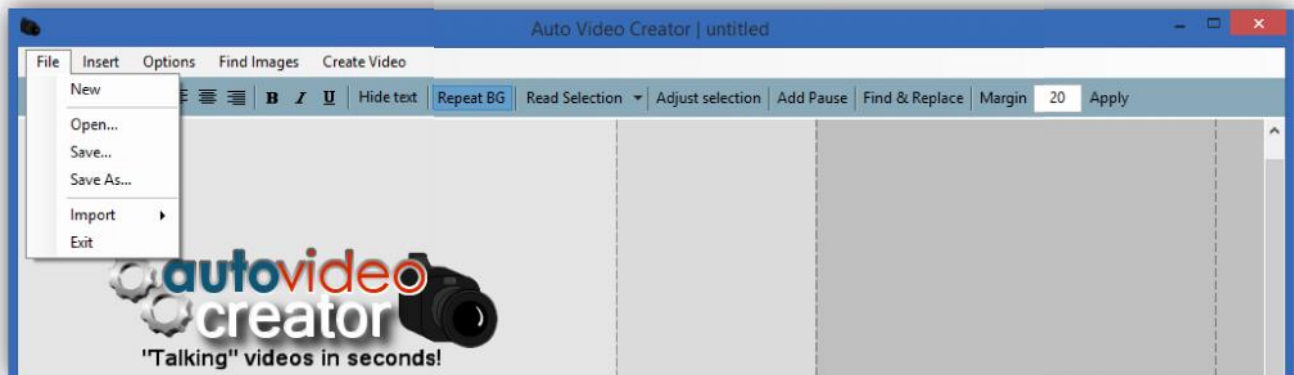 Auto Video Creator | untitled
File Insert Options Find Images Create Video
B I U Hide text Repeat BG Read Selection Adjust selection Add Pause Find & Replace Margin 20 Apply
New
Open...
Save...
Save As...
Import
Exit
autovideo
creator
"Talking" videos in seconds!